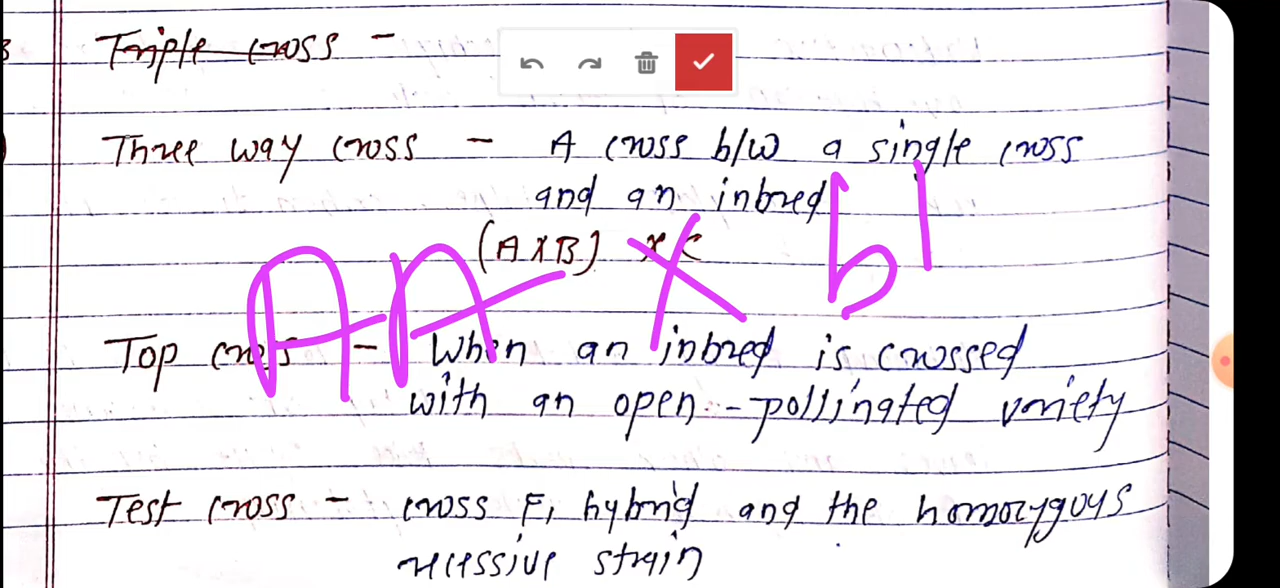 Triple cross -
Three way cross - A cross b/w a single cross
and an inbred
(A X B) X C
AA X b
Top cross - When an inbred is crossed
with an open - pollinated variety
Test cross - cross F1 hybrid and the homozygous
recessive strain